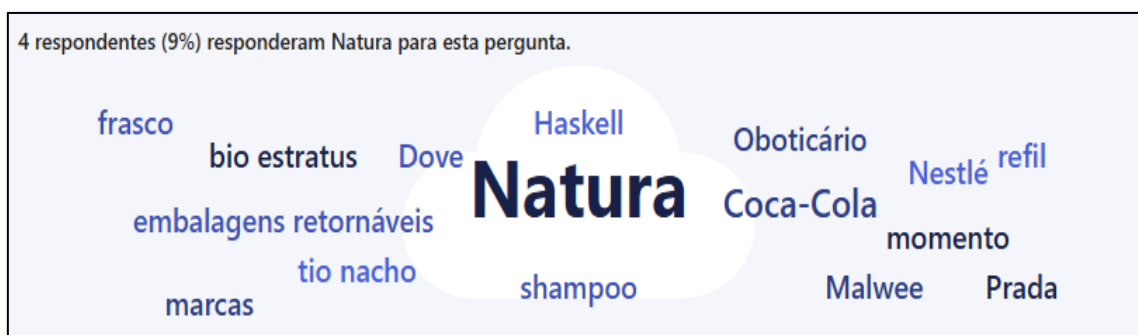 4 respondentes (9%) responderam Natura para esta pergunta.
frasco
Haskell
Oboticário
bio estratus
Dove
refil
Nestlé
Natura
Coca-Cola
embalagens retornáveis
momento
tio nacho
shampoo
Malwee
Prada
marcas